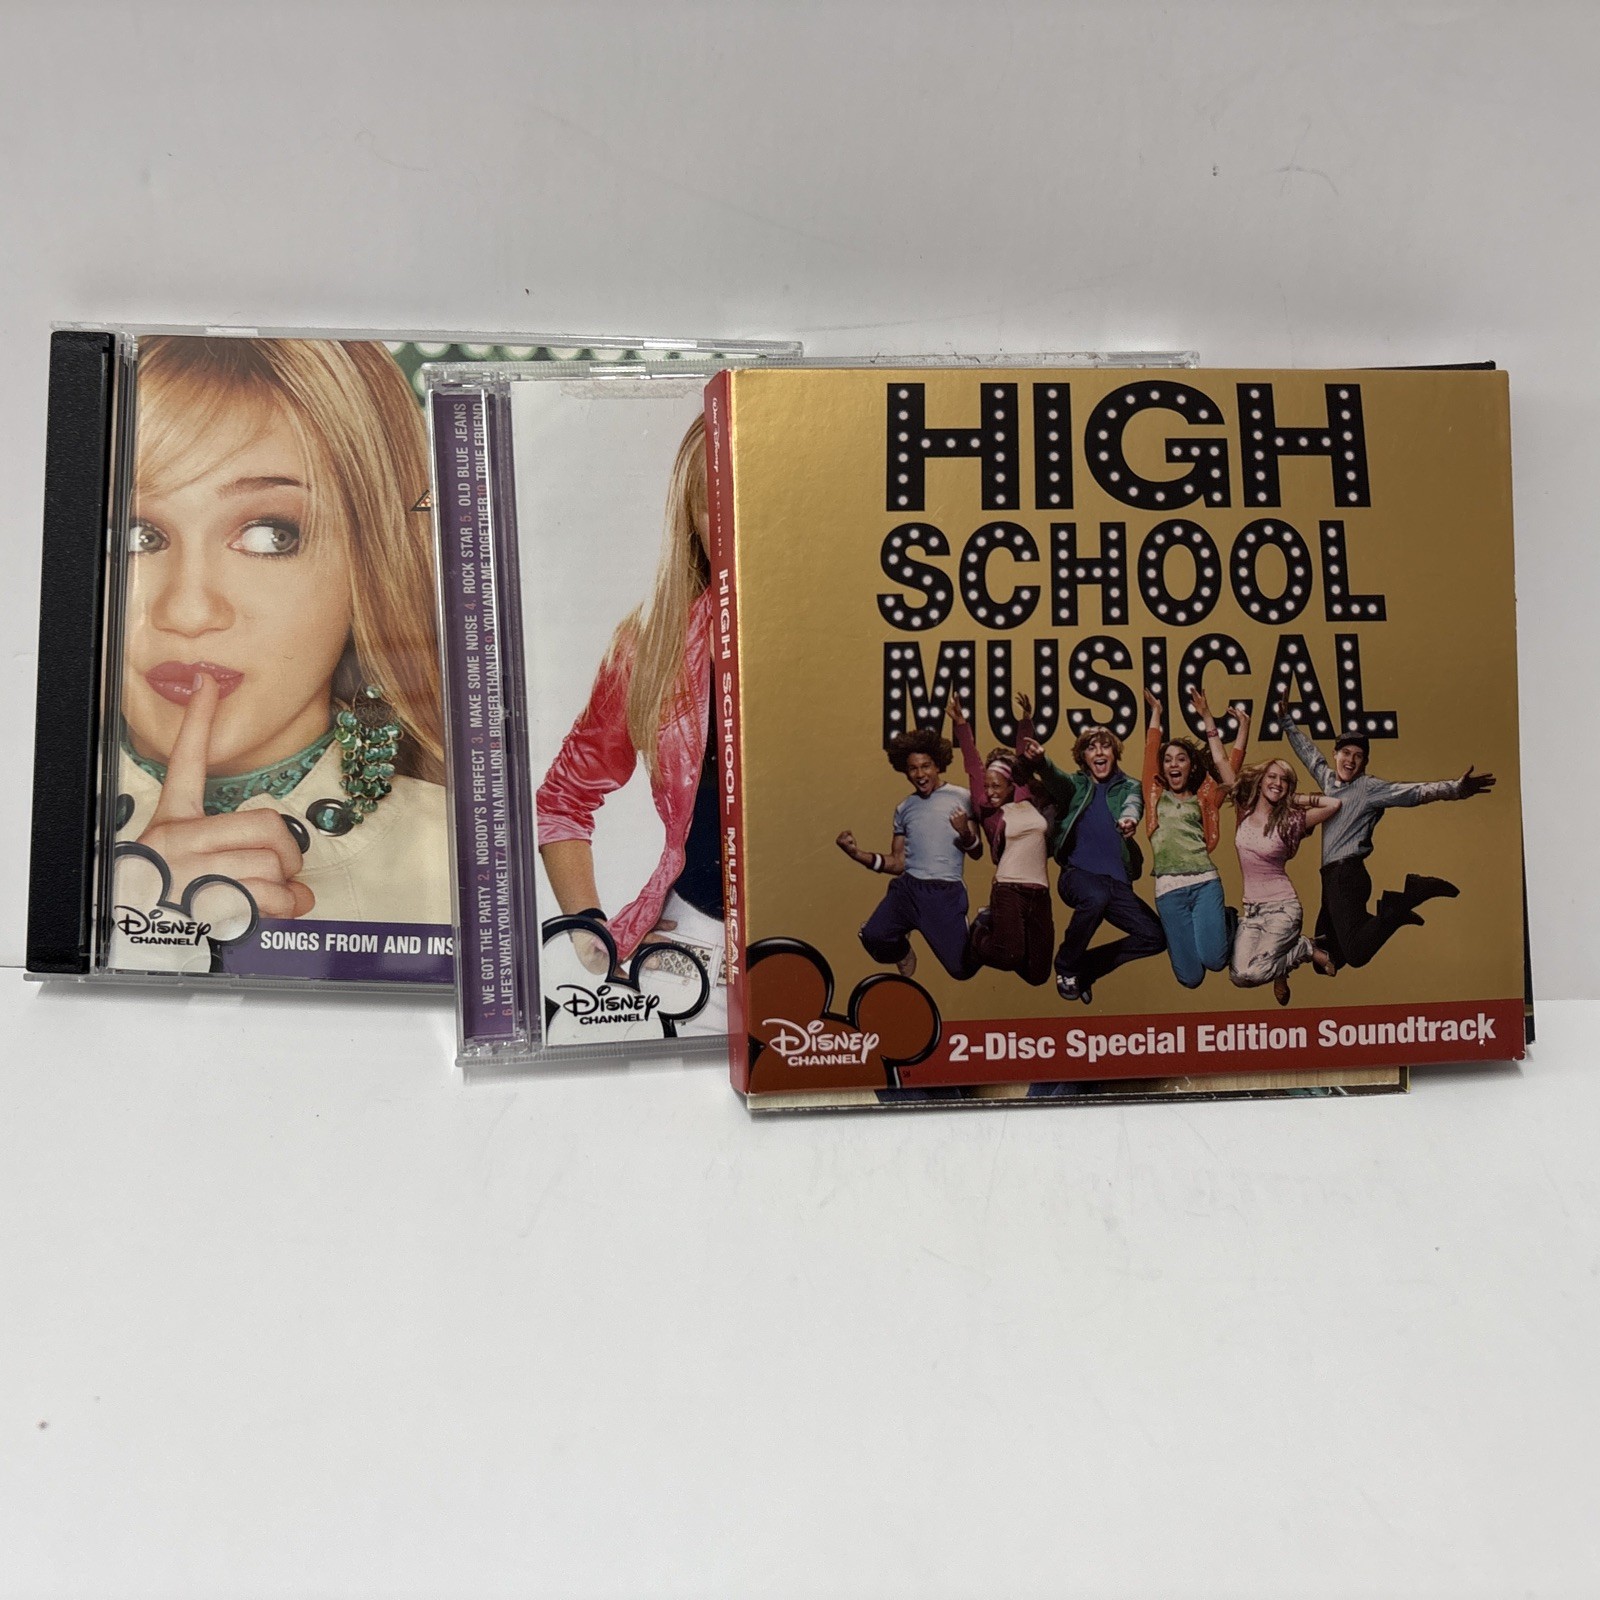 Disney
CHANNEL
SONGS FROM AND INS
1. WE GOT THE PARTY 2. NOBODY'S PERFECT 3. MAKE SOME NOISE 4. ROCK STAR 5. OLD BLUE JEANS
6. LIFE'S WHAT YOU MAKE IT 7. ONE IN A MILLION 8. BIGGER THAN US 9. YOU AND ME TOGETHER 10. TRUE FRIEND
Disney
CHANNEL
Walt Disney RECORDS HIGH SCHOOL MUSICAL
HIGH
SCHOOL
MUSICAL
Disney
CHANNEL
2-Disc Special Edition Soundtrack